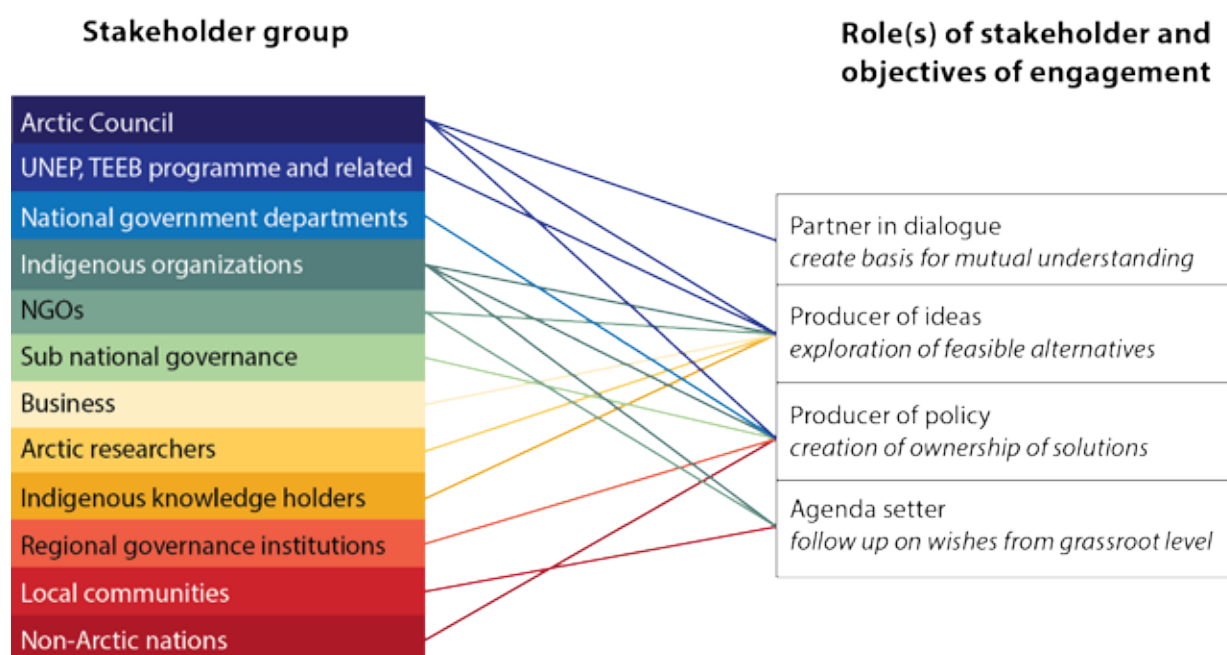 Stakeholder group
Role(s) of stakeholder and
objectives of engagement
Arctic Council
UNEP, TEEB programme and related
National government departments
Indigenous organizations
NGOs
Sub national governance
Business
Arctic researchers
Indigenous knowledge holders
Regional governance institutions
Local communities
Non-Arctic nations
Partner in dialogue
create basis for mutual understanding
Producer of ideas
exploration of feasible alternatives
Producer of policy
creation of ownership of solutions
Agenda setter
follow up on wishes from grassroot level